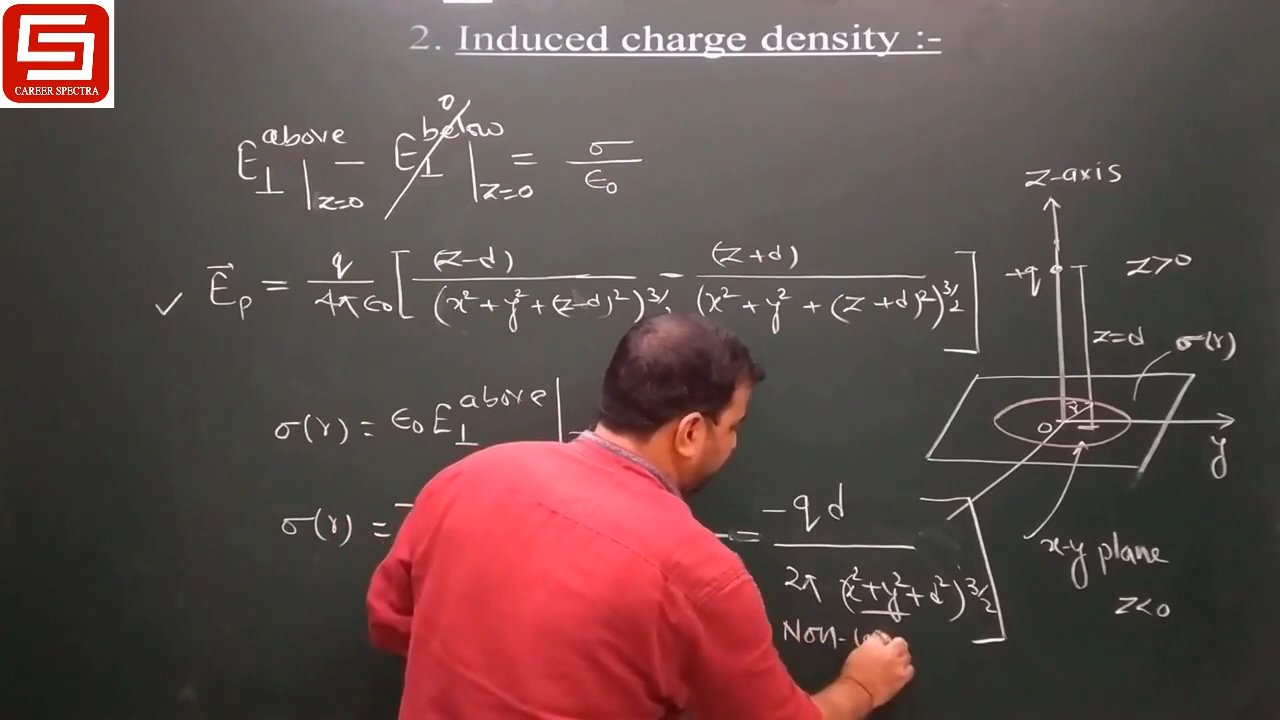 CAREER SPECTRA
2. Induced charge density :-
E⊥^above |z=0 − E⊥^below |z=0 = σ/ε0
0
✓ E⃗p = q/4πε0 [ (z-d)/(x²+y²+(z-d)²)^3/2 - (z+d)/(x²+y²+(z+d)²)^3/2 ]
σ(r) = ε0 E⊥^above |
σ(r) = = -qd/2π(x²+y²+d²)^3/2 ]
Non-
z-axis
+q
z>0
z=d
σ(r)
O
y
x-y plane
z<0